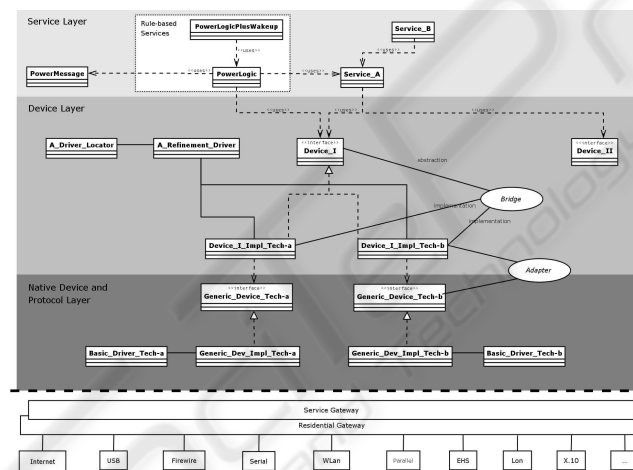 Service Layer
Rule-based
Services
PowerLogicPlusWakeup
Service_B
<<uses>>
<<uses>>
PowerMessage
<<uses>>
PowerLogic
<<uses>>
Service_A
<<uses>>
<<uses>>
<<uses>>
Device Layer
A_Driver_Locator
A_Refinement_Driver
<<interface>>
Device_I
<<interface>>
Device_II
abstraction
Bridge
implementation
implementation
Device_I_Impl_Tech-a
Device_I_Impl_Tech-b
Adapter
Native Device and
Protocol Layer
<<interface>>
Generic_Device_Tech-a
<<interface>>
Generic_Device_Tech-b
Basic_Driver_Tech-a
Generic_Dev_Impl_Tech-a
Generic_Dev_Impl_Tech-b
Basic_Driver_Tech-b
Service Gateway
Residential Gateway
Internet
USB
Firewire
Serial
WLan
Parallel
EHS
Lon
X.10
...